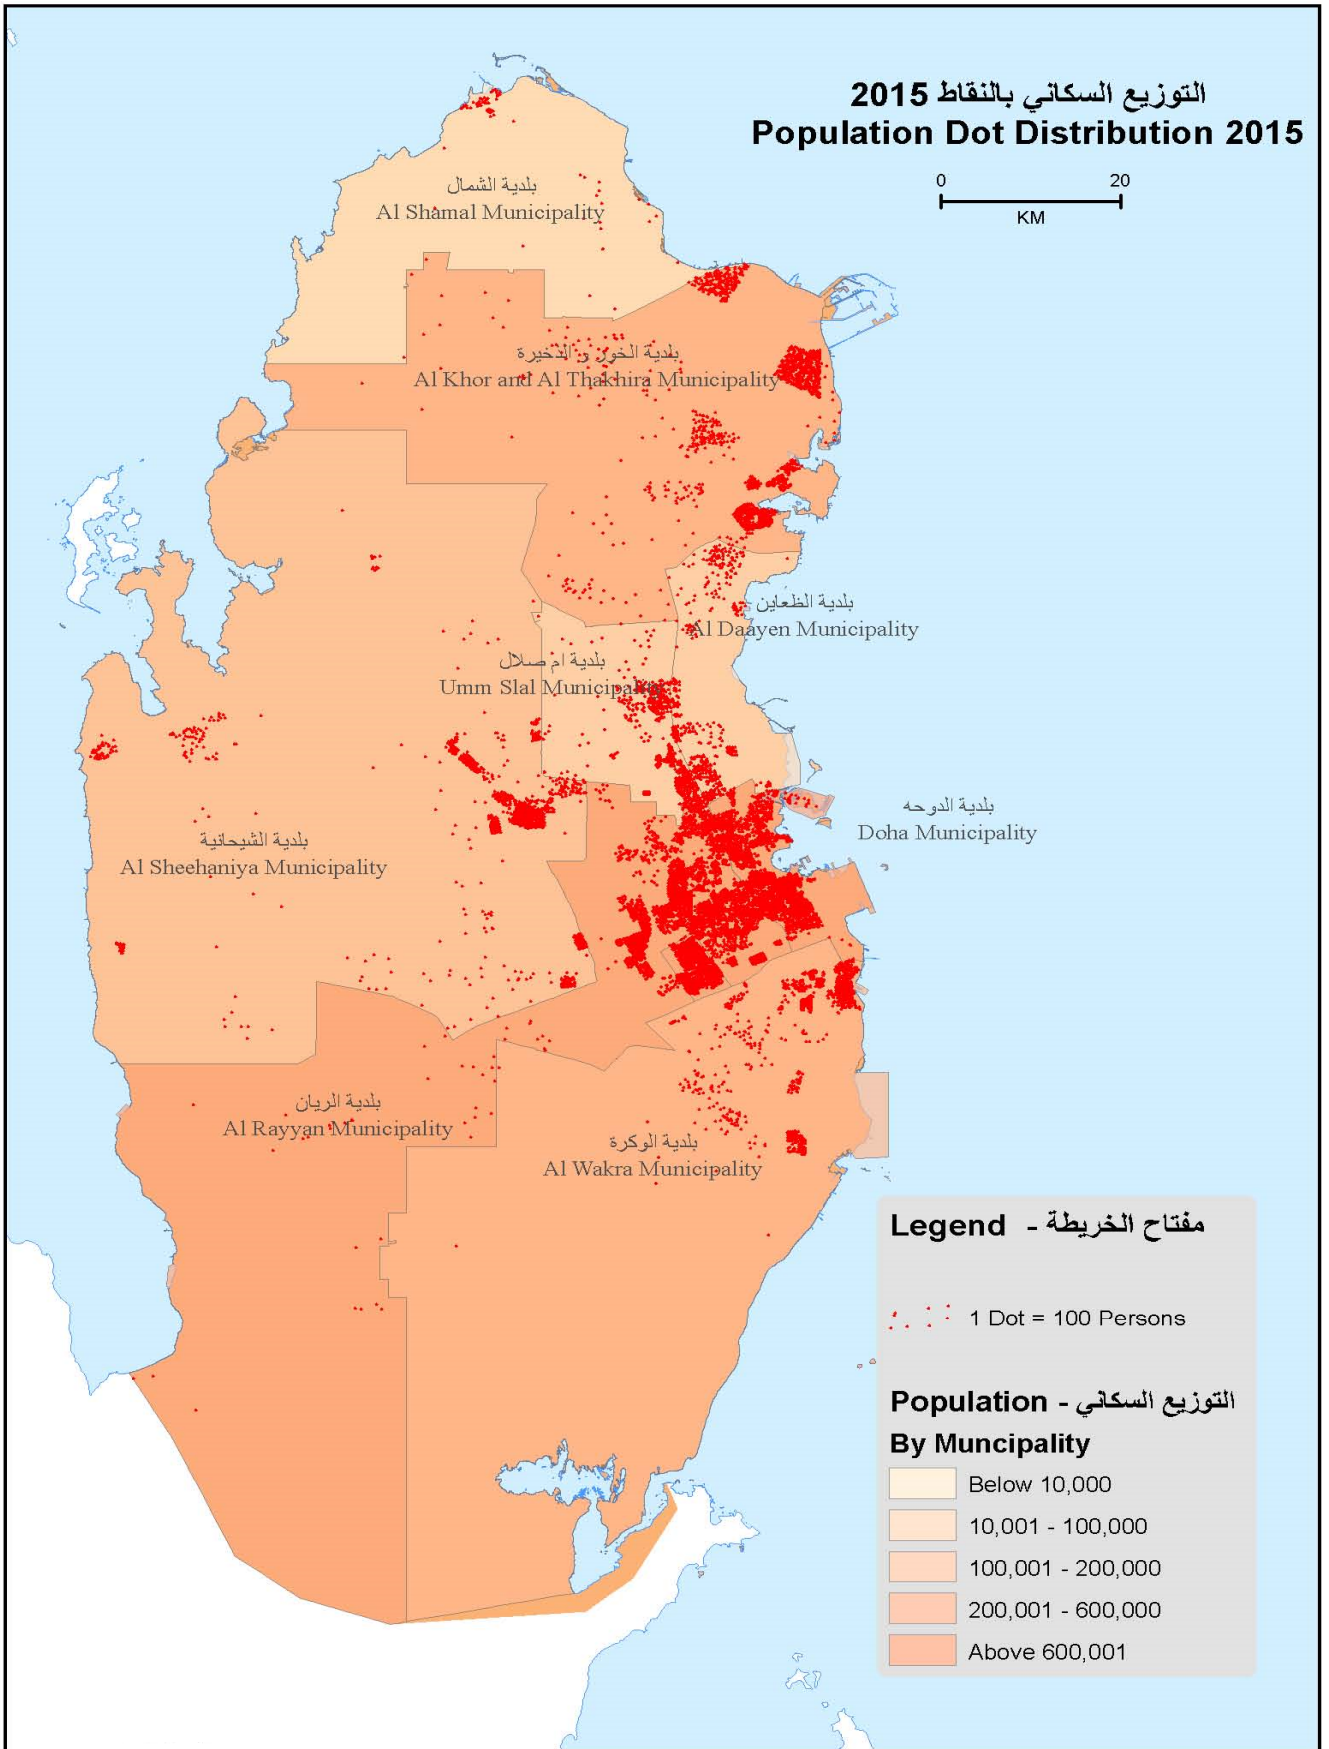 التوزيع السكاني بالنقاط 2015
Population Dot Distribution 2015
0 20
KM
بلدية الشمال
Al Shamal Municipality
بلدية الخور و الذخيرة
Al Khor and Al Thakhira Municipality
بلدية الظعاين
Al Daayen Municipality
بلدية ام صلال
Umm Slal Municipality
بلدية الدوحه
Doha Municipality
بلدية الشيحانية
Al Sheehaniya Municipality
بلدية الريان
Al Rayyan Municipality
بلدية الوكرة
Al Wakra Municipality
Legend - مفتاح الخريطة
1 Dot = 100 Persons
Population - التوزيع السكاني
By Muncipality
Below 10,000
10,001 - 100,000
100,001 - 200,000
200,001 - 600,000
Above 600,001